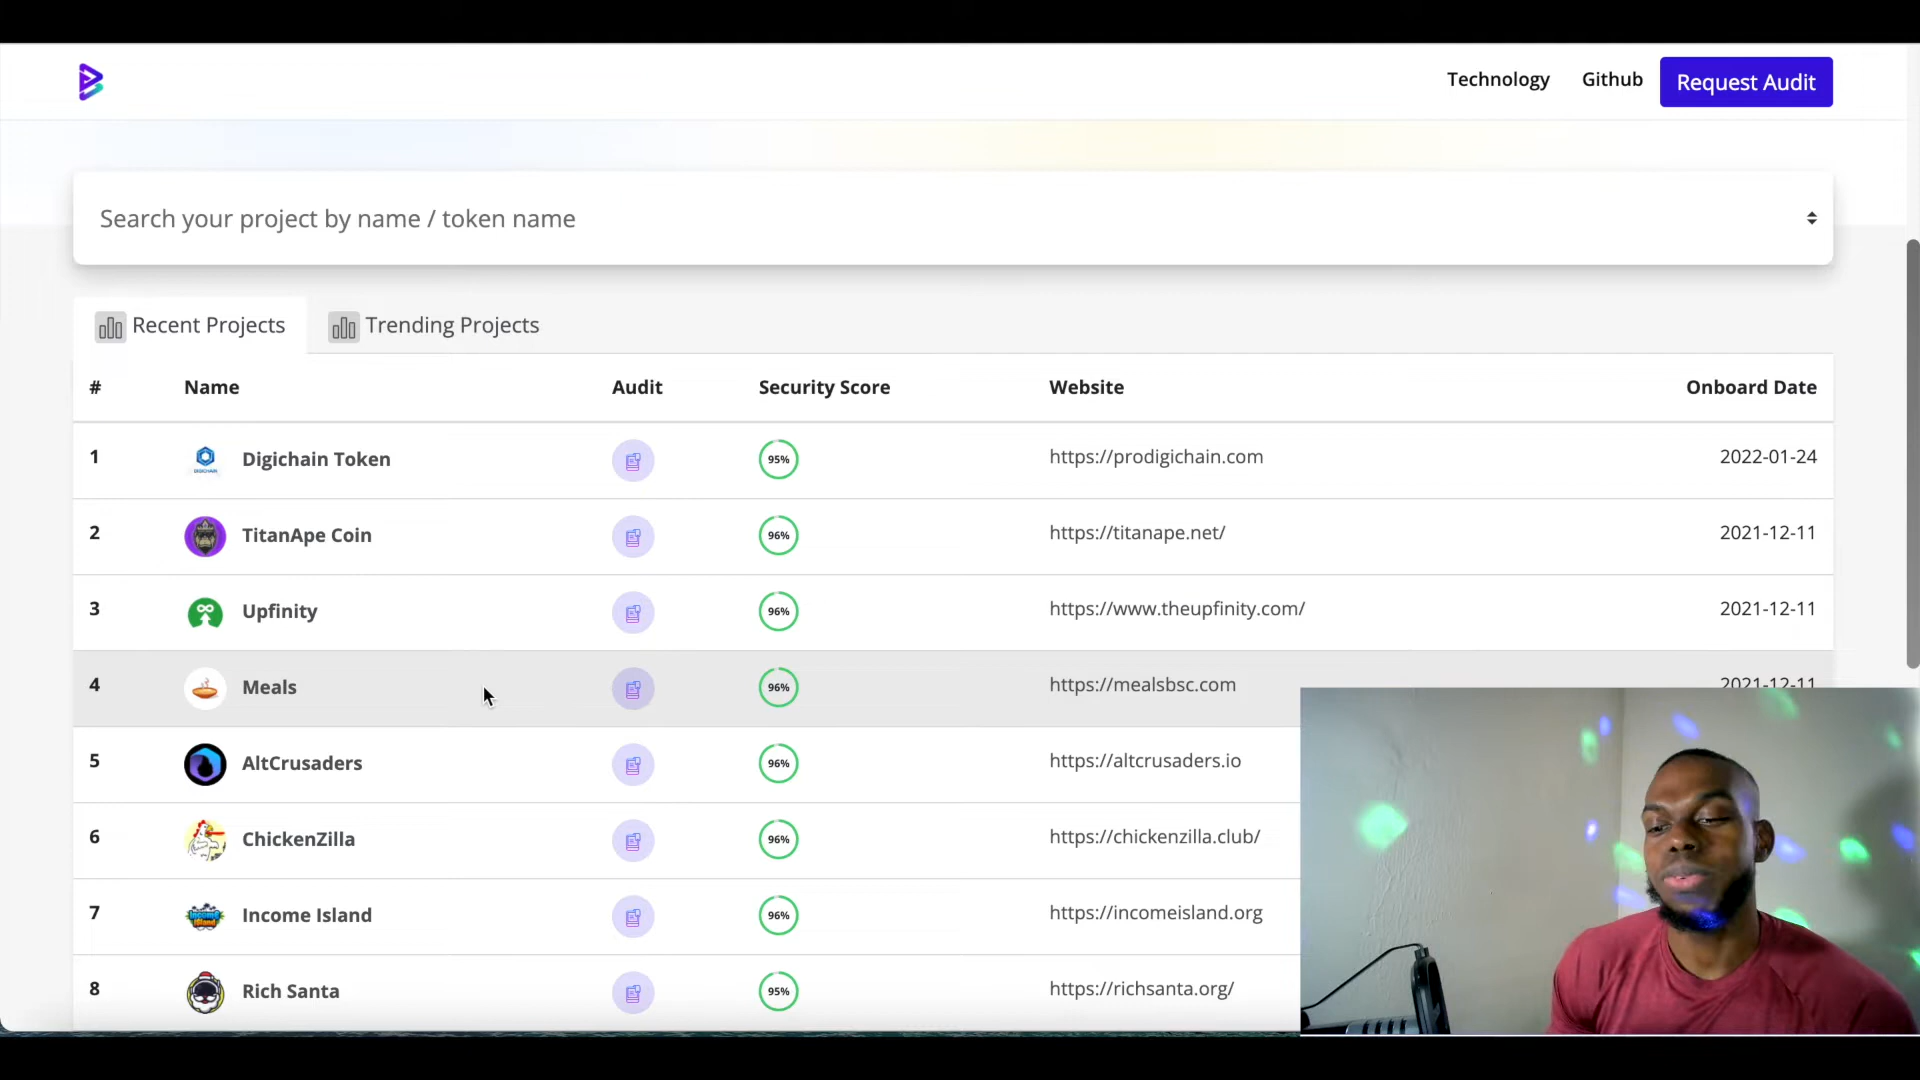 Technology Github Request Audit
Search your project by name / token name
Recent Projects Trending Projects
# Name Audit Security Score Website Onboard Date
1 Digichain Token 95% https://prodigichain.com 2022-01-24
2 TitanApe Coin 96% https://titanape.net/ 2021-12-11
3 Upfinity 96% https://www.theupfinity.com/ 2021-12-11
4 Meals 96% https://mealsbsc.com 2021-12-11
5 AltCrusaders 96% https://altcrusaders.io
6 ChickenZilla 96% https://chickenzilla.club/
7 Income Island 96% https://incomeisland.org
8 Rich Santa 95% https://richsanta.org/